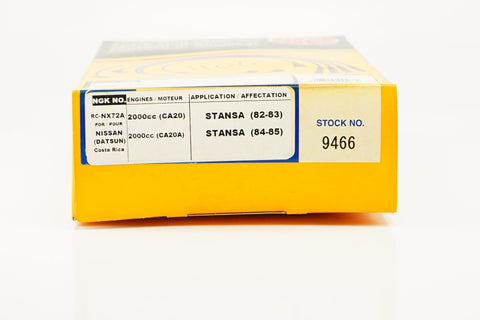 NGK NO. ENGINES / MOTEUR APPLICATION / AFFECTATION
RC-NX72A 2000cc (CA20) STANSA (82-83)
FOR / POUR
NISSAN 2000cc (CA20A) STANSA (84-85)
(DATSUN)
Costa Rica
STOCK NO.
9466